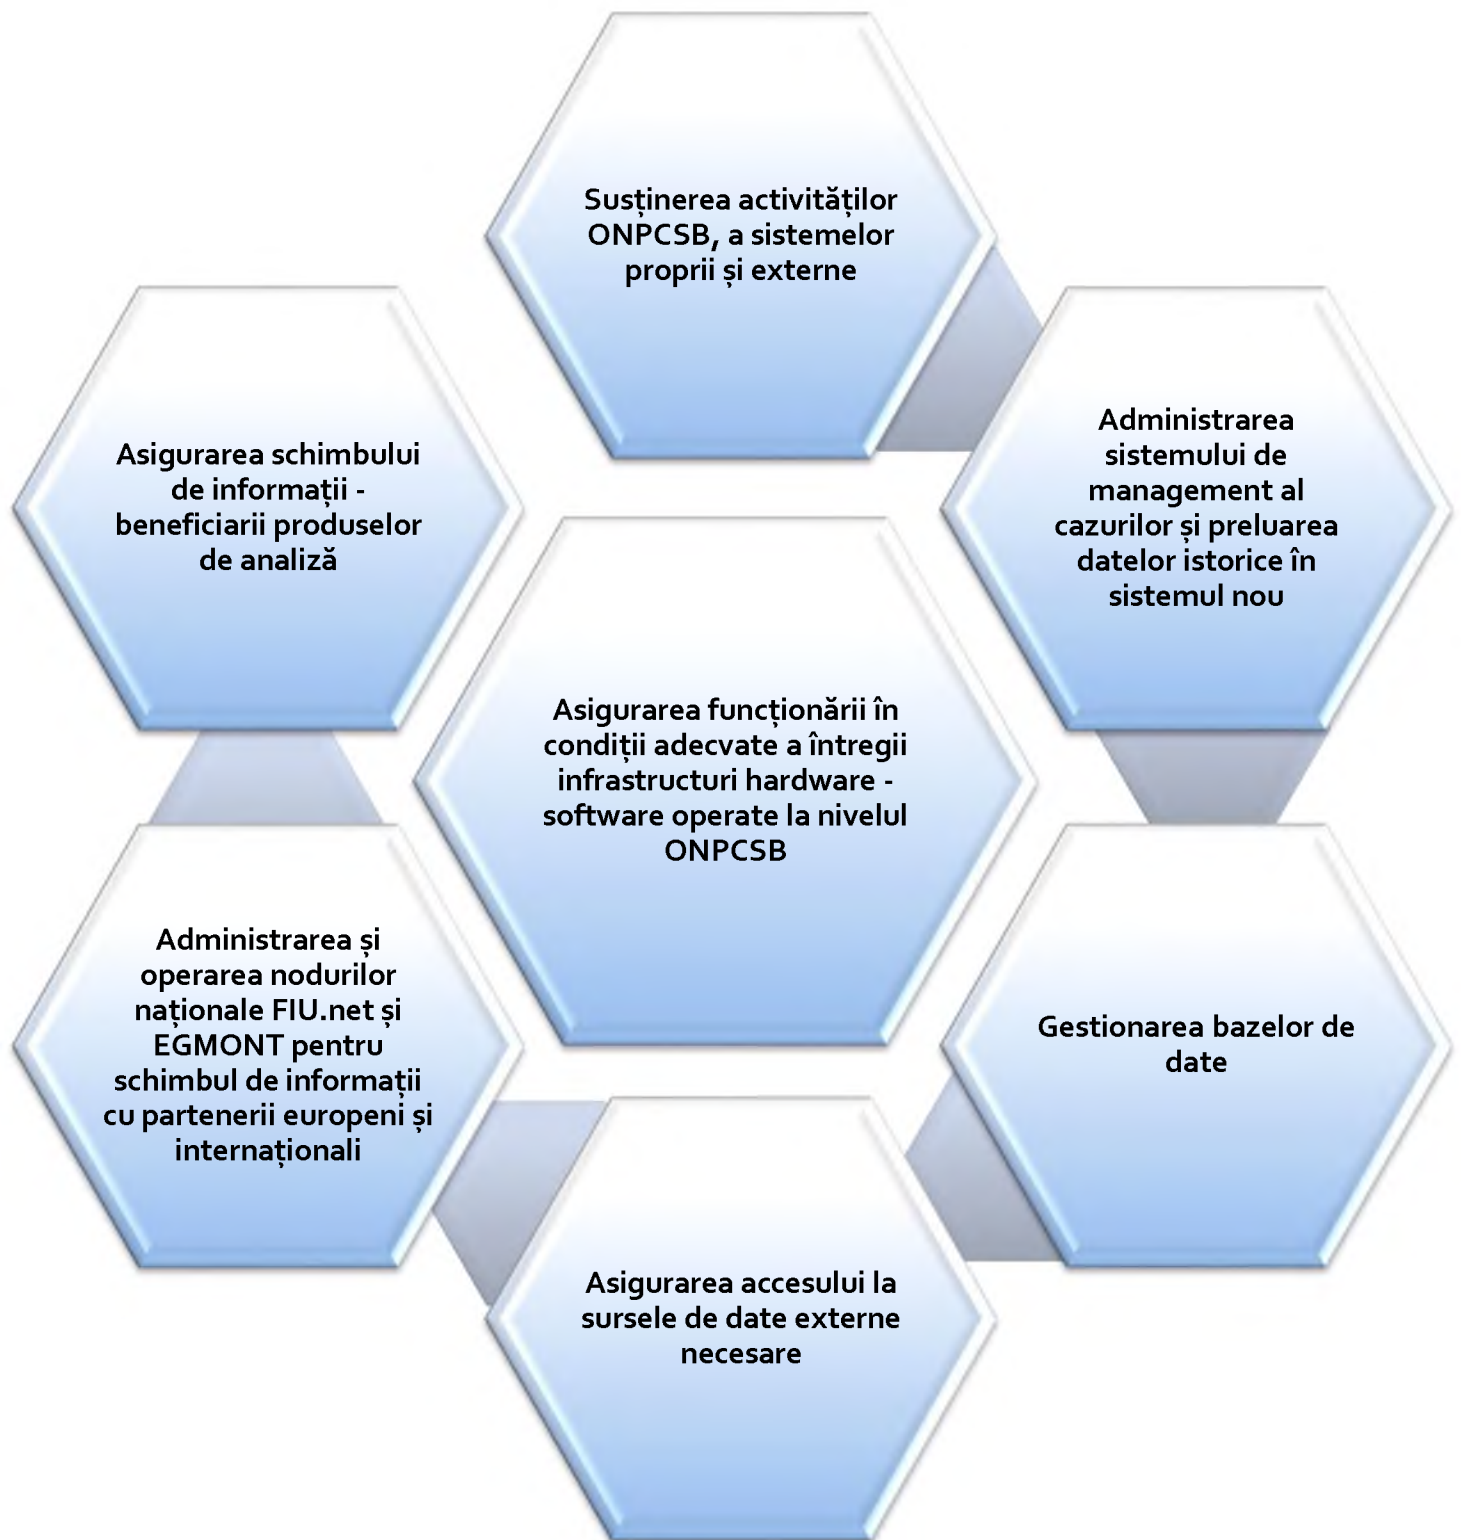 Susținerea activităților
ONPCSB, a sistemelor
proprii și externe
Administrarea
sistemului de
management al
cazurilor și preluarea
datelor istorice în
sistemul nou
Gestionarea bazelor de
date
Asigurarea accesului la
sursele de date externe
necesare
Administrarea și
operarea nodurilor
naționale FIU.net și
EGMONT pentru
schimbul de informații
cu partenerii europeni și
internaționali
Asigurarea schimbului
de informații -
beneficiarii produselor
de analiză
Asigurarea funcționării în
condiții adecvate a întregii
infrastructuri hardware -
software operate la nivelul
ONPCSB